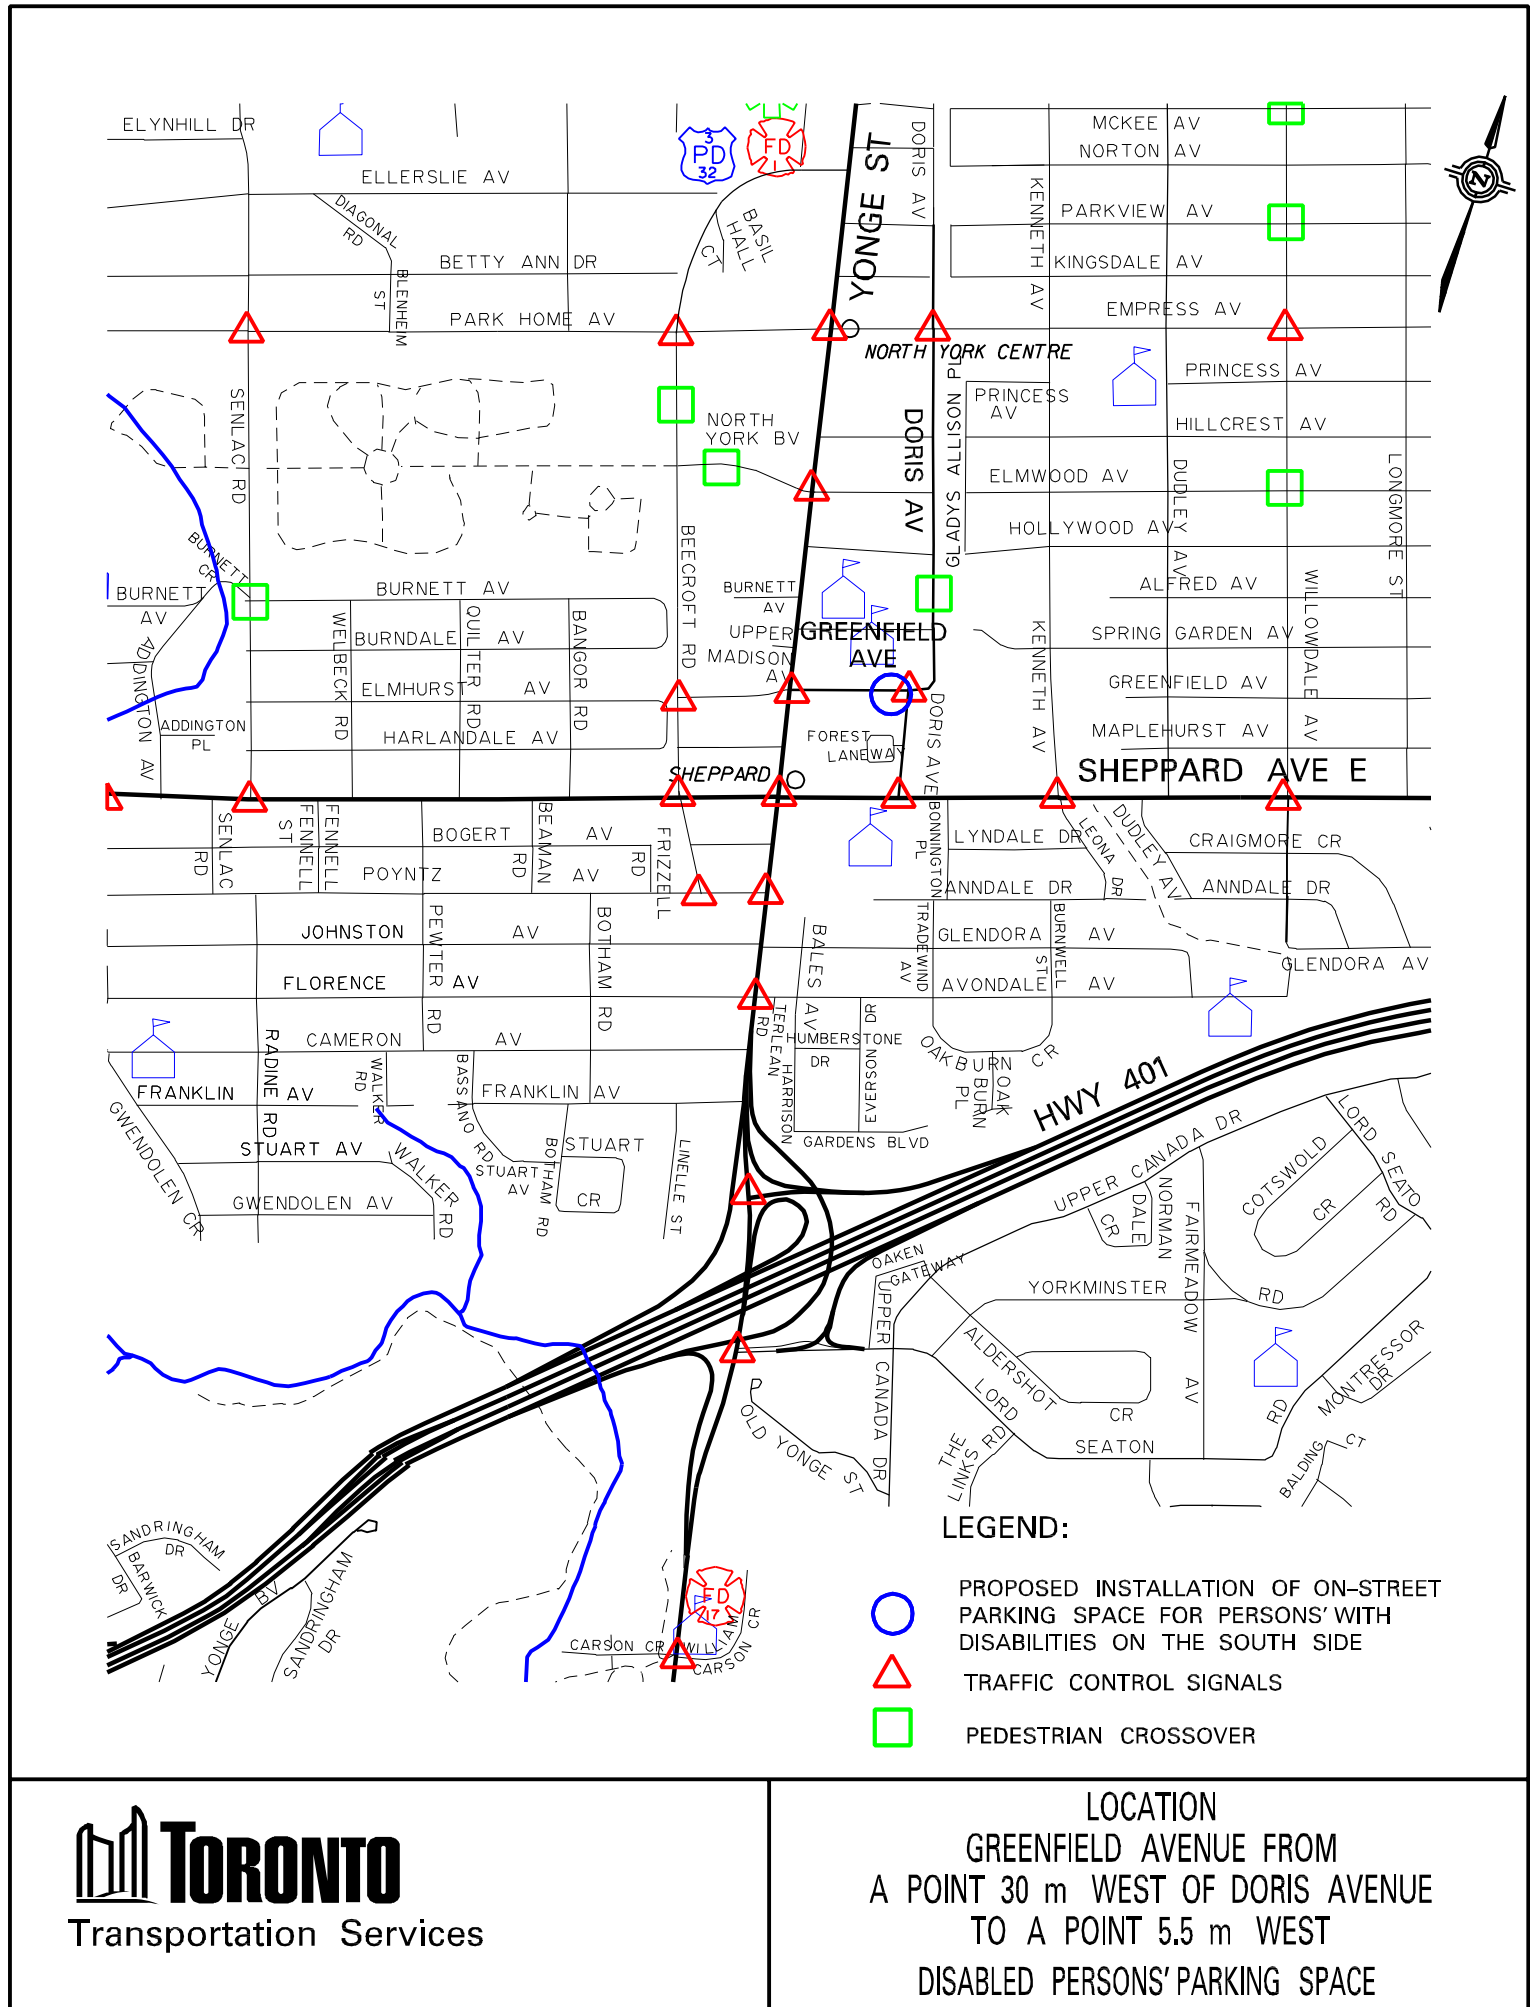 ELYNHILL DR
3
PD
32
FD
1
YONGE ST
DORIS AV
MCKEE AV
NORTON AV
ELLERSLIE AV
DIAGONAL
RD
BASIL
HALL
CT
KENNETH AV
PARKVIEW AV
N
BETTY ANN DR
BLENHEIM
ST
KINGSDALE AV
PARK HOME AV
EMPRESS AV
NORTH YORK CENTRE
PRINCESS AV
SENLAC RD
NORTH
YORK BV
DORIS AV
GLADYS ALLISON PL
PRINCESS
AV
HILLCREST AV
ELMWOOD AV
DUDLEY AV
LONGMORE ST
HOLLYWOOD AV
BURNETT
CR
BEECROFT RD
BURNETT
AV
BURNETT AV
BURNETT
AV
ALFRED AV
WILLOWDALE AV
ADDINGTON AV
WELBECK RD
BURNDALE AV
QUILTER RD
BANGOR RD
UPPER
MADISON
AV
GREENFIELD
AVE
KENNETH AV
SPRING GARDEN AV
ELMHURST AV
GREENFIELD AV
ADDINGTON
PL
HARLANDALE AV
FOREST
LANEWAY
DORIS AVE
MAPLEHURST AV
SHEPPARD
SHEPPARD AVE E
SENLAC
RD
FENNELL
ST
FENNELL
BOGERT AV
BEAMAN
RD
FRIZZELL
RD
BONNINGTON
PL
LYNDALE DR
LEONA DR
DUDLEY AV
CRAIGMORE CR
POYNTZ AV
ANNDALE DR
ANNDALE DR
JOHNSTON AV
PEWTER RD
BOTHAM RD
BALES AV
TRADEWIND
AV
GLENDORA AV
BURNWELL
ST
GLENDORA AV
FLORENCE AV
AVONDALE AV
RADINE RD
CAMERON AV
TERLEAN
RD
HUMBERSTONE
DR
EVERSON DR
OAKBURN CR
OAK
BURN
PL
HWY 401
WALKER
RD
BASSANO RD
FRANKLIN AV
FRANKLIN AV
HARRISON
GARDENS BLVD
GWENDOLEN CR
STUART AV
WALKER
RD
STUART
AV
BOTHAM RD
STUART
CR
LINELLE ST
UPPER CANADA DR
LORD SEATO
RD
COTSWOLD
CR
GWENDOLEN AV
DALE
CR
NORMAN
FAIRMEADOW AV
OAKEN
GATEWAY
UPPER CANADA DR
YORKMINSTER RD
ALDERSHOT CR
MONTRESSOR
DR
LORD SEATON RD
OLD YONGE ST
THE
LINKS RD
BALDING CT
SANDRINGHAM
DR
BARWICK
DR
YONGE BV
SANDRINGHAM
DR
FD
17
CARSON CR
WILLIAM
CARSON CR
LEGEND:
PROPOSED INSTALLATION OF ON-STREET
PARKING SPACE FOR PERSONS' WITH
DISABILITIES ON THE SOUTH SIDE
TRAFFIC CONTROL SIGNALS
PEDESTRIAN CROSSOVER
TORONTO
Transportation Services
LOCATION
GREENFIELD AVENUE FROM
A POINT 30 m WEST OF DORIS AVENUE
TO A POINT 5.5 m WEST
DISABLED PERSONS' PARKING SPACE